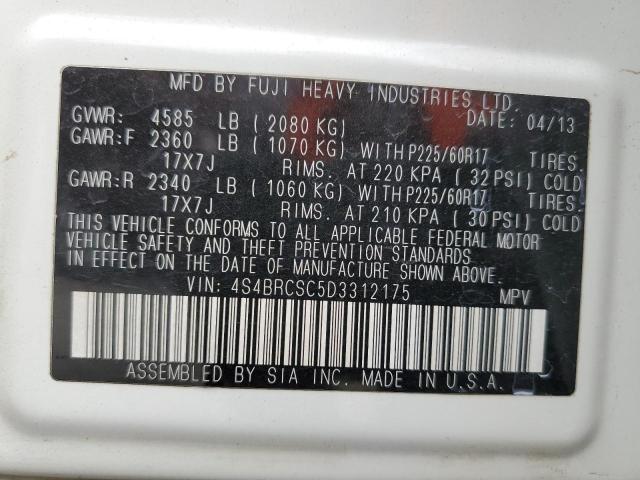 MFD BY FUJI HEAVY INDUSTRIES LTD.
GVWR: 4585 LB ( 2080 KG) DATE: 04/13
GAWR:F 2360 LB ( 1070 KG) WITH P225/60R17 TIRES.
17X7J RIMS. AT 220 KPA ( 32 PSI) COLD
GAWR:R 2340 LB ( 1060 KG) WITH P225/60R17 TIRES.
17X7J RIMS. AT 210 KPA ( 30 PSI) COLD
THIS VEHICLE CONFORMS TO ALL APPLICABLE FEDERAL MOTOR
VEHICLE SAFETY AND THEFT PREVENTION STANDARDS
IN EFFECT ON THE DATE OF MANUFACTURE SHOWN ABOVE.
VIN: 4S4BRCSC5D3312175 MPV
ASSEMBLED BY SIA INC. MADE IN U.S.A.